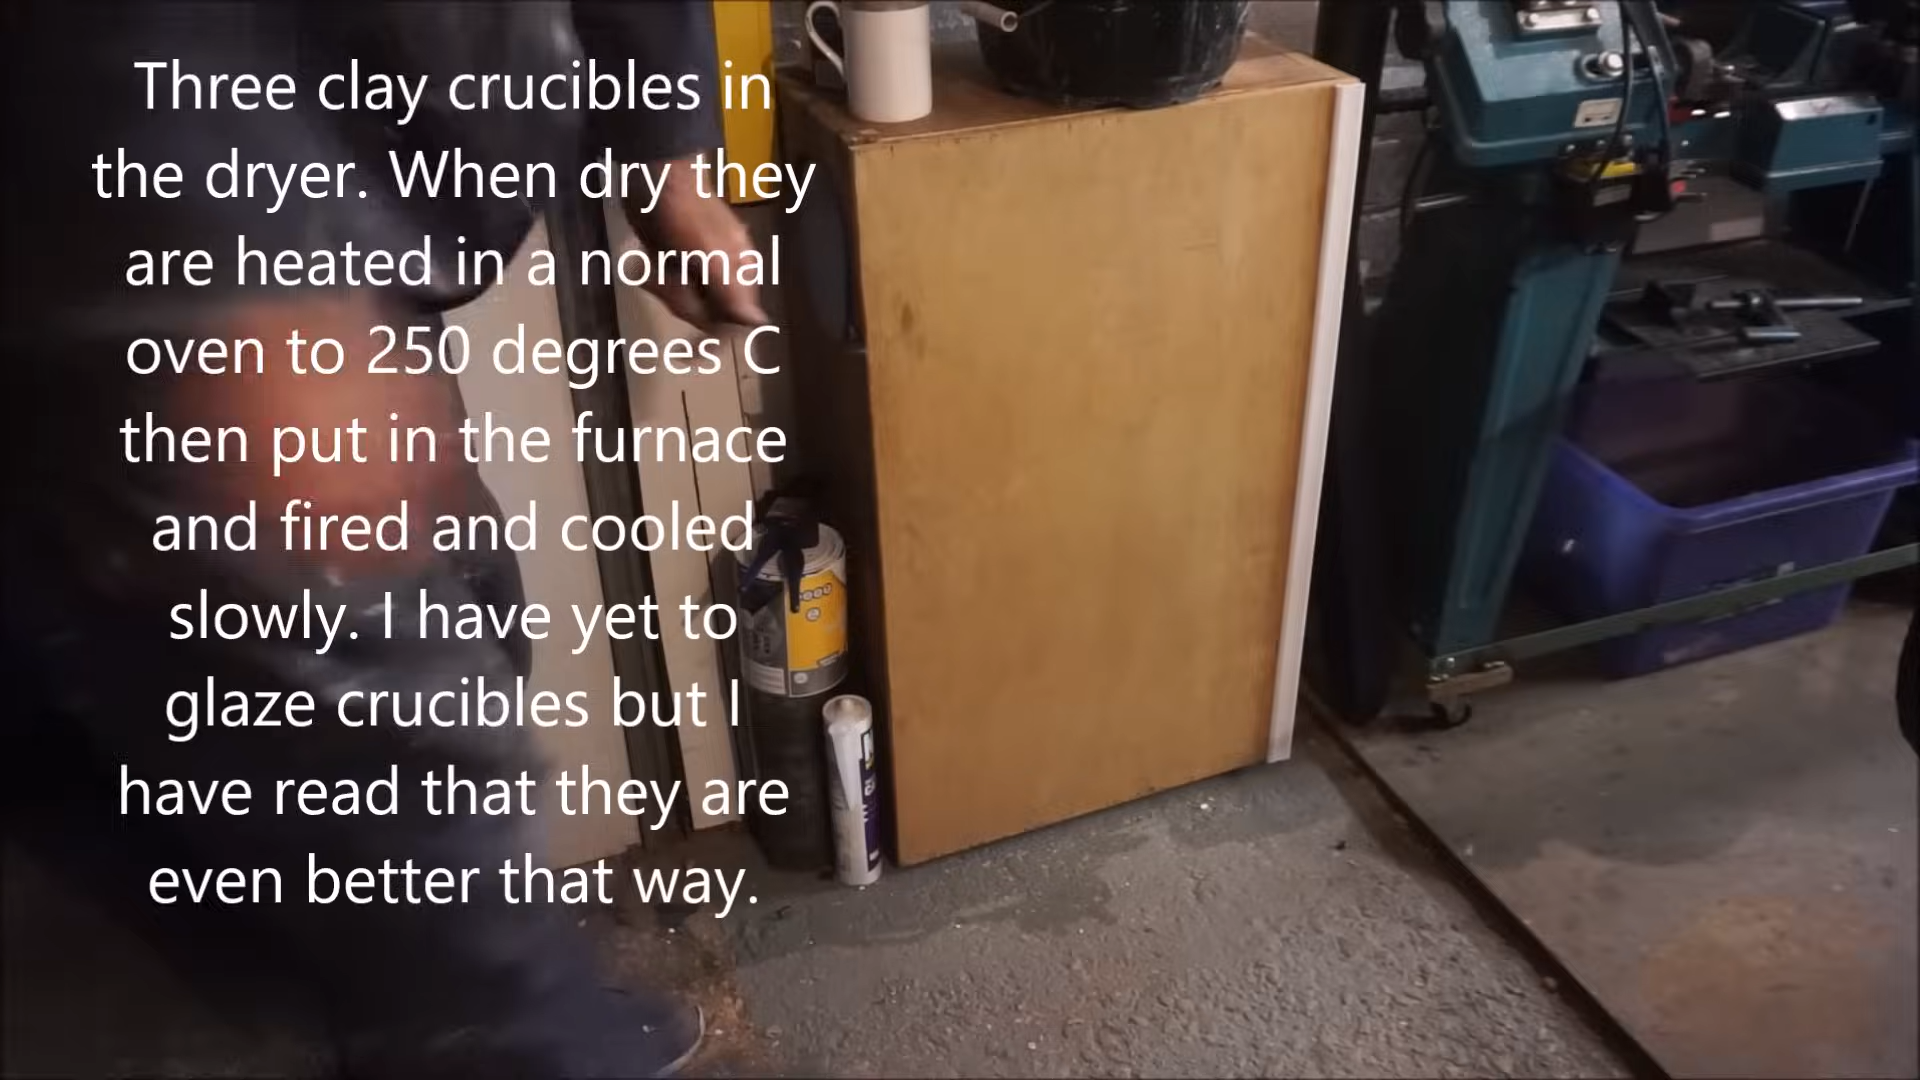 Three clay crucibles in
the dryer. When dry they
are heated in a normal
oven to 250 degrees C
then put in the furnace
and fired and cooled
slowly. I have yet to
glaze crucibles but I
have read that they are
even better that way.